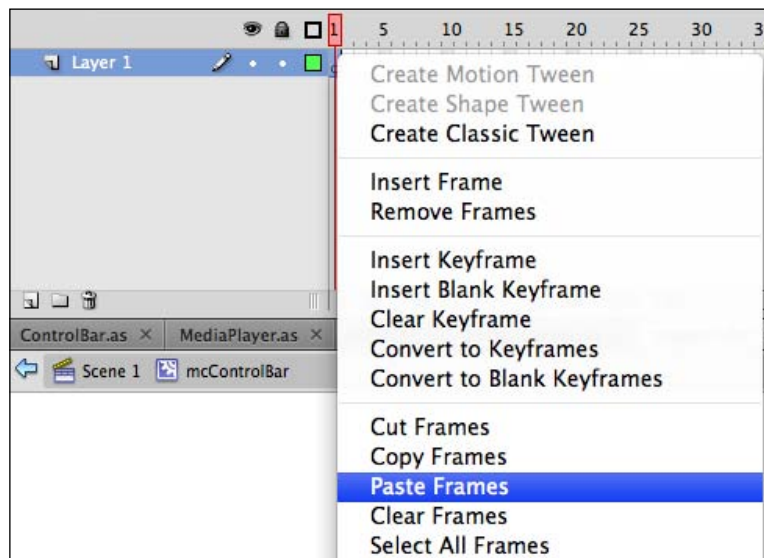 1 5 10 15 20 25 30 3
Layer 1
Create Motion Tween
Create Shape Tween
Create Classic Tween
Insert Frame
Remove Frames
Insert Keyframe
Insert Blank Keyframe
Clear Keyframe
Convert to Keyframes
Convert to Blank Keyframes
Cut Frames
Copy Frames
Paste Frames
Clear Frames
Select All Frames
ControlBar.as × MediaPlayer.as ×
Scene 1 mcControlBar